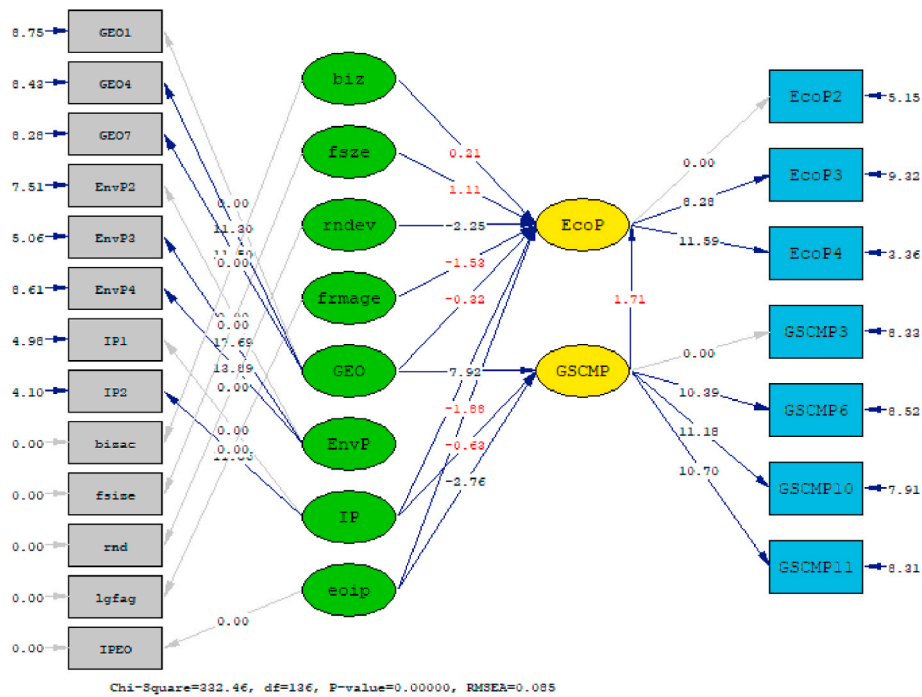 8.75 GEO1
8.43 GEO4
8.28 GEO7
7.51 EnvP2
5.06 EnvP3
8.61 EnvP4
4.98 IP1
4.10 IP2
0.00 bizac
0.00 fsize
0.00 rnd
0.00 lgfag
0.00 IPEO
0.00
11.30
0.00
0.00
17.69
13.89
0.00
0.00
0.00
0.00
biz
fsze
rndev
frmage
GEO
EnvP
IP
eoip
0.21
1.11
-2.25
-1.53
-0.32
7.92
-1.88
-0.63
-2.76
EcoP
1.71
GSCMP
0.00
8.28
11.59
0.00
10.39
11.18
10.70
EcoP2 5.15
EcoP3 9.32
EcoP4 3.36
GSCMP3 8.33
GSCMP6 8.52
GSCMP10 7.91
GSCMP11 8.31
Chi-Square=332.46, df=136, P-value=0.00000, RMSEA=0.085